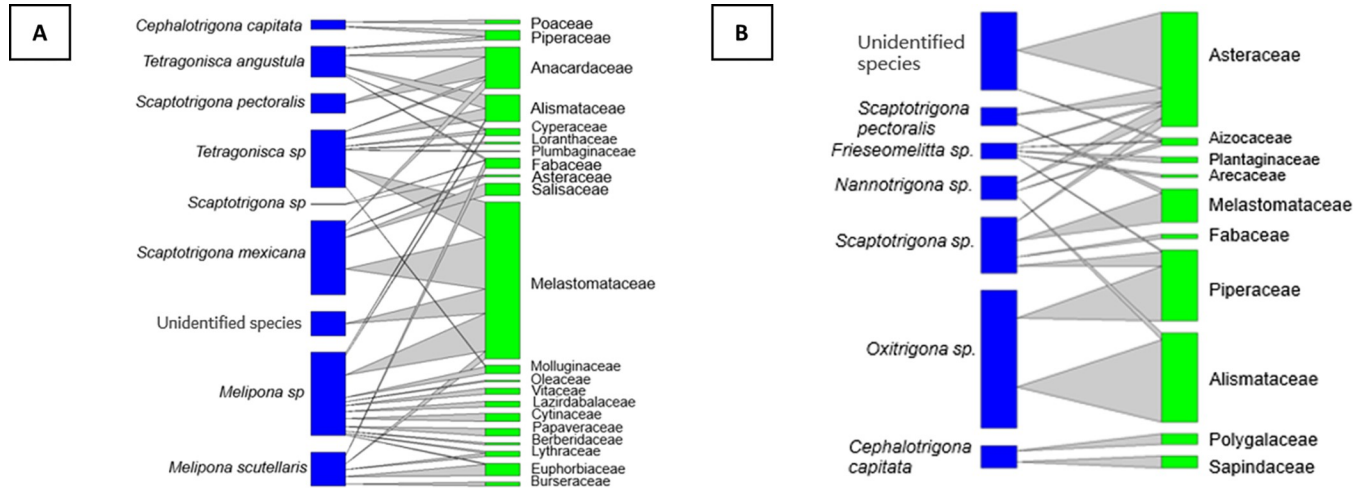 A
Cephalotrigona capitata
Tetragonisca angustula
Scaptotrigona pectoralis
Tetragonisca sp
Scaptotrigona sp
Scaptotrigona mexicana
Unidentified species
Melipona sp
Melipona scutellaris
Poaceae
Piperaceae
Anacardaceae
Alismataceae
Cyperaceae
Loranthaceae
Plumbaginaceae
Fabaceae
Asteraceae
Salisaceae
Melastomataceae
Molluginaceae
Oleaceae
Vitaceae
Lazirdabalaceae
Cytinaceae
Papaveraceae
Berberidaceae
Lythraceae
Euphorbiaceae
Burseraceae
B
Unidentified
species
Scaptotrigona
pectoralis
Frieseomelitta sp.
Nannotrigona sp.
Scaptotrigona sp.
Oxitrigona sp.
Cephalotrigona
capitata
Asteraceae
Aizocaceae
Plantaginaceae
Arecaceae
Melastomataceae
Fabaceae
Piperaceae
Alismataceae
Polygalaceae
Sapindaceae